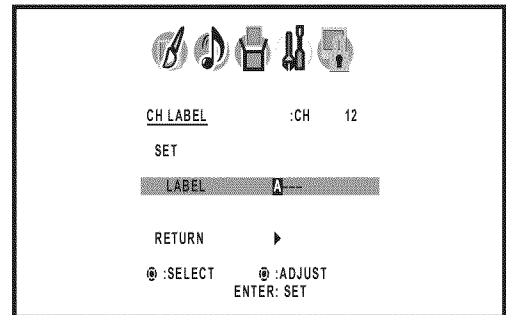 CH LABEL :CH 12
SET
LABEL A---
RETURN
:SELECT :ADJUST
ENTER: SET